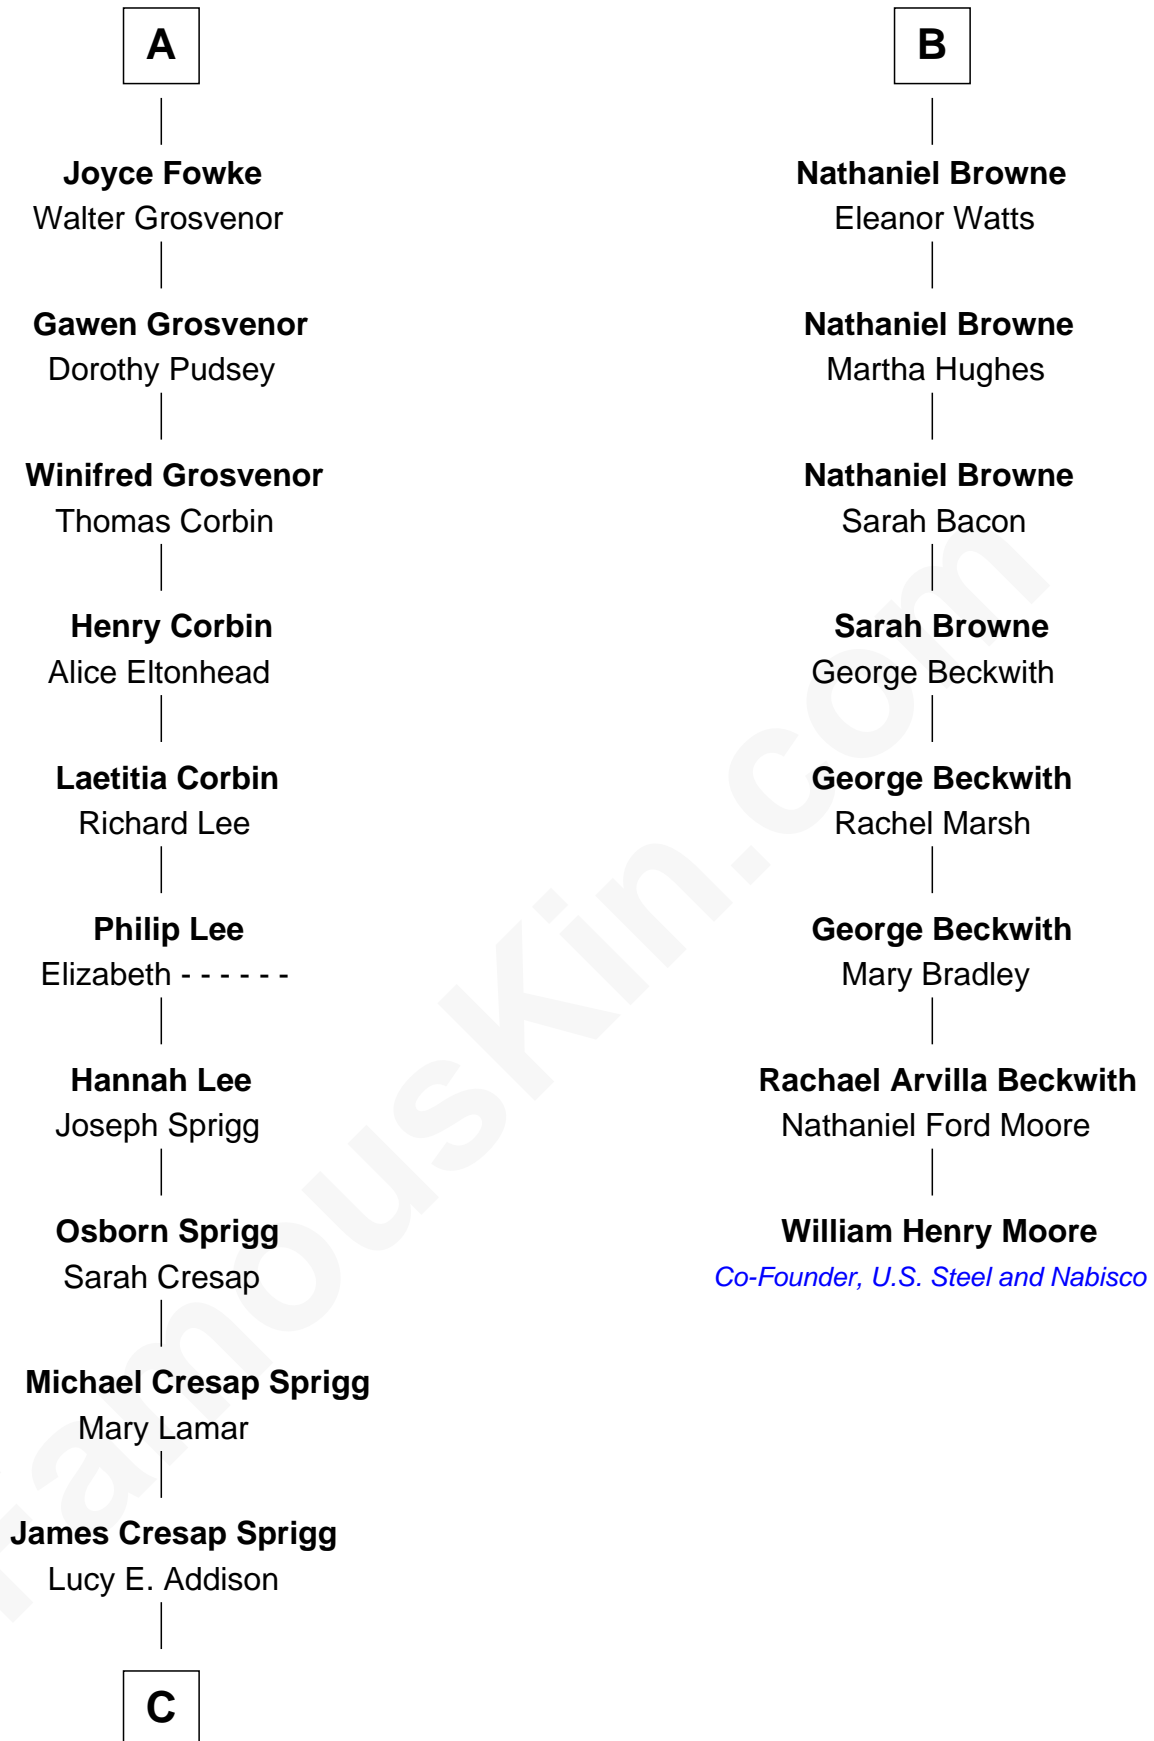 A
Joyce Fowke
Walter Grosvenor
Gawen Grosvenor
Dorothy Pudsey
Winifred Grosvenor
Thomas Corbin
Henry Corbin
Alice Eltonhead
Laetitia Corbin
Richard Lee
Philip Lee
Elizabeth - - - - - -
Hannah Lee
Joseph Sprigg
Osborn Sprigg
Sarah Cresap
Michael Cresap Sprigg
Mary Lamar
James Cresap Sprigg
Lucy E. Addison
C
B
Nathaniel Browne
Eleanor Watts
Nathaniel Browne
Martha Hughes
Nathaniel Browne
Sarah Bacon
Sarah Browne
George Beckwith
George Beckwith
Rachel Marsh
George Beckwith
Mary Bradley
Rachael Arvilla Beckwith
Nathaniel Ford Moore
William Henry Moore
Co-Founder, U.S. Steel and Nabisco
FamousKin.com